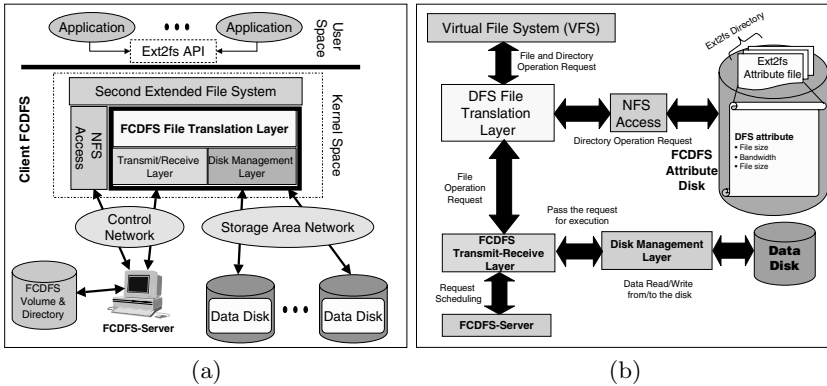 Application
Application
Ext2fs API
User Space
Client FCDFS
Kernel Space
Second Extended File System
NFS Access
FCDFS File Translation Layer
Transmit/Receive Layer
Disk Management Layer
Control Network
Storage Area Network
FCDFS Volume & Directory
FCDFS-Server
Data Disk
Data Disk
(a)
Virtual File System (VFS)
File and Directory Operation Request
DFS File Translation Layer
NFS Access
Directory Operation Request
Ext2fs Directory
Ext2fs Attribute file
DFS attribute
• File size
• Bandwidth
• File size
FCDFS Attribute Disk
File Operation Request
Pass the request for execution
FCDFS Transmit-Receive Layer
Disk Management Layer
Data Disk
Data Read/Write from/to the disk
Request Scheduling
FCDFS-Server
(b)